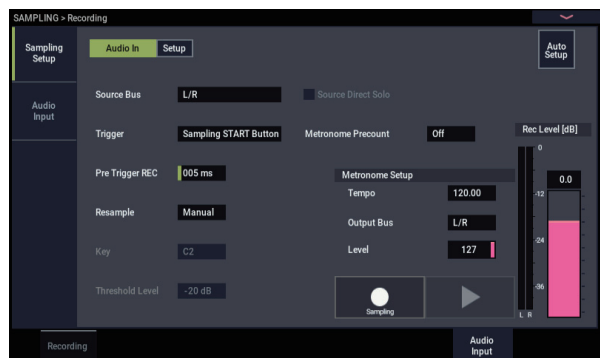 SAMPLING > Recording
Sampling Setup
Audio In Setup
Auto Setup
Audio Input
Source Bus L/R Source Direct Solo
Trigger Sampling START Button Metronome Precount Off
Rec Level [dB]
0
Pre Trigger REC 005 ms
Metronome Setup
0.0
Tempo 120.00
-12
Resample Manual
Output Bus L/R
-24
Key C2
Level 127
Threshold Level -20 dB
-36
Sampling
L R
Recording
Audio Input